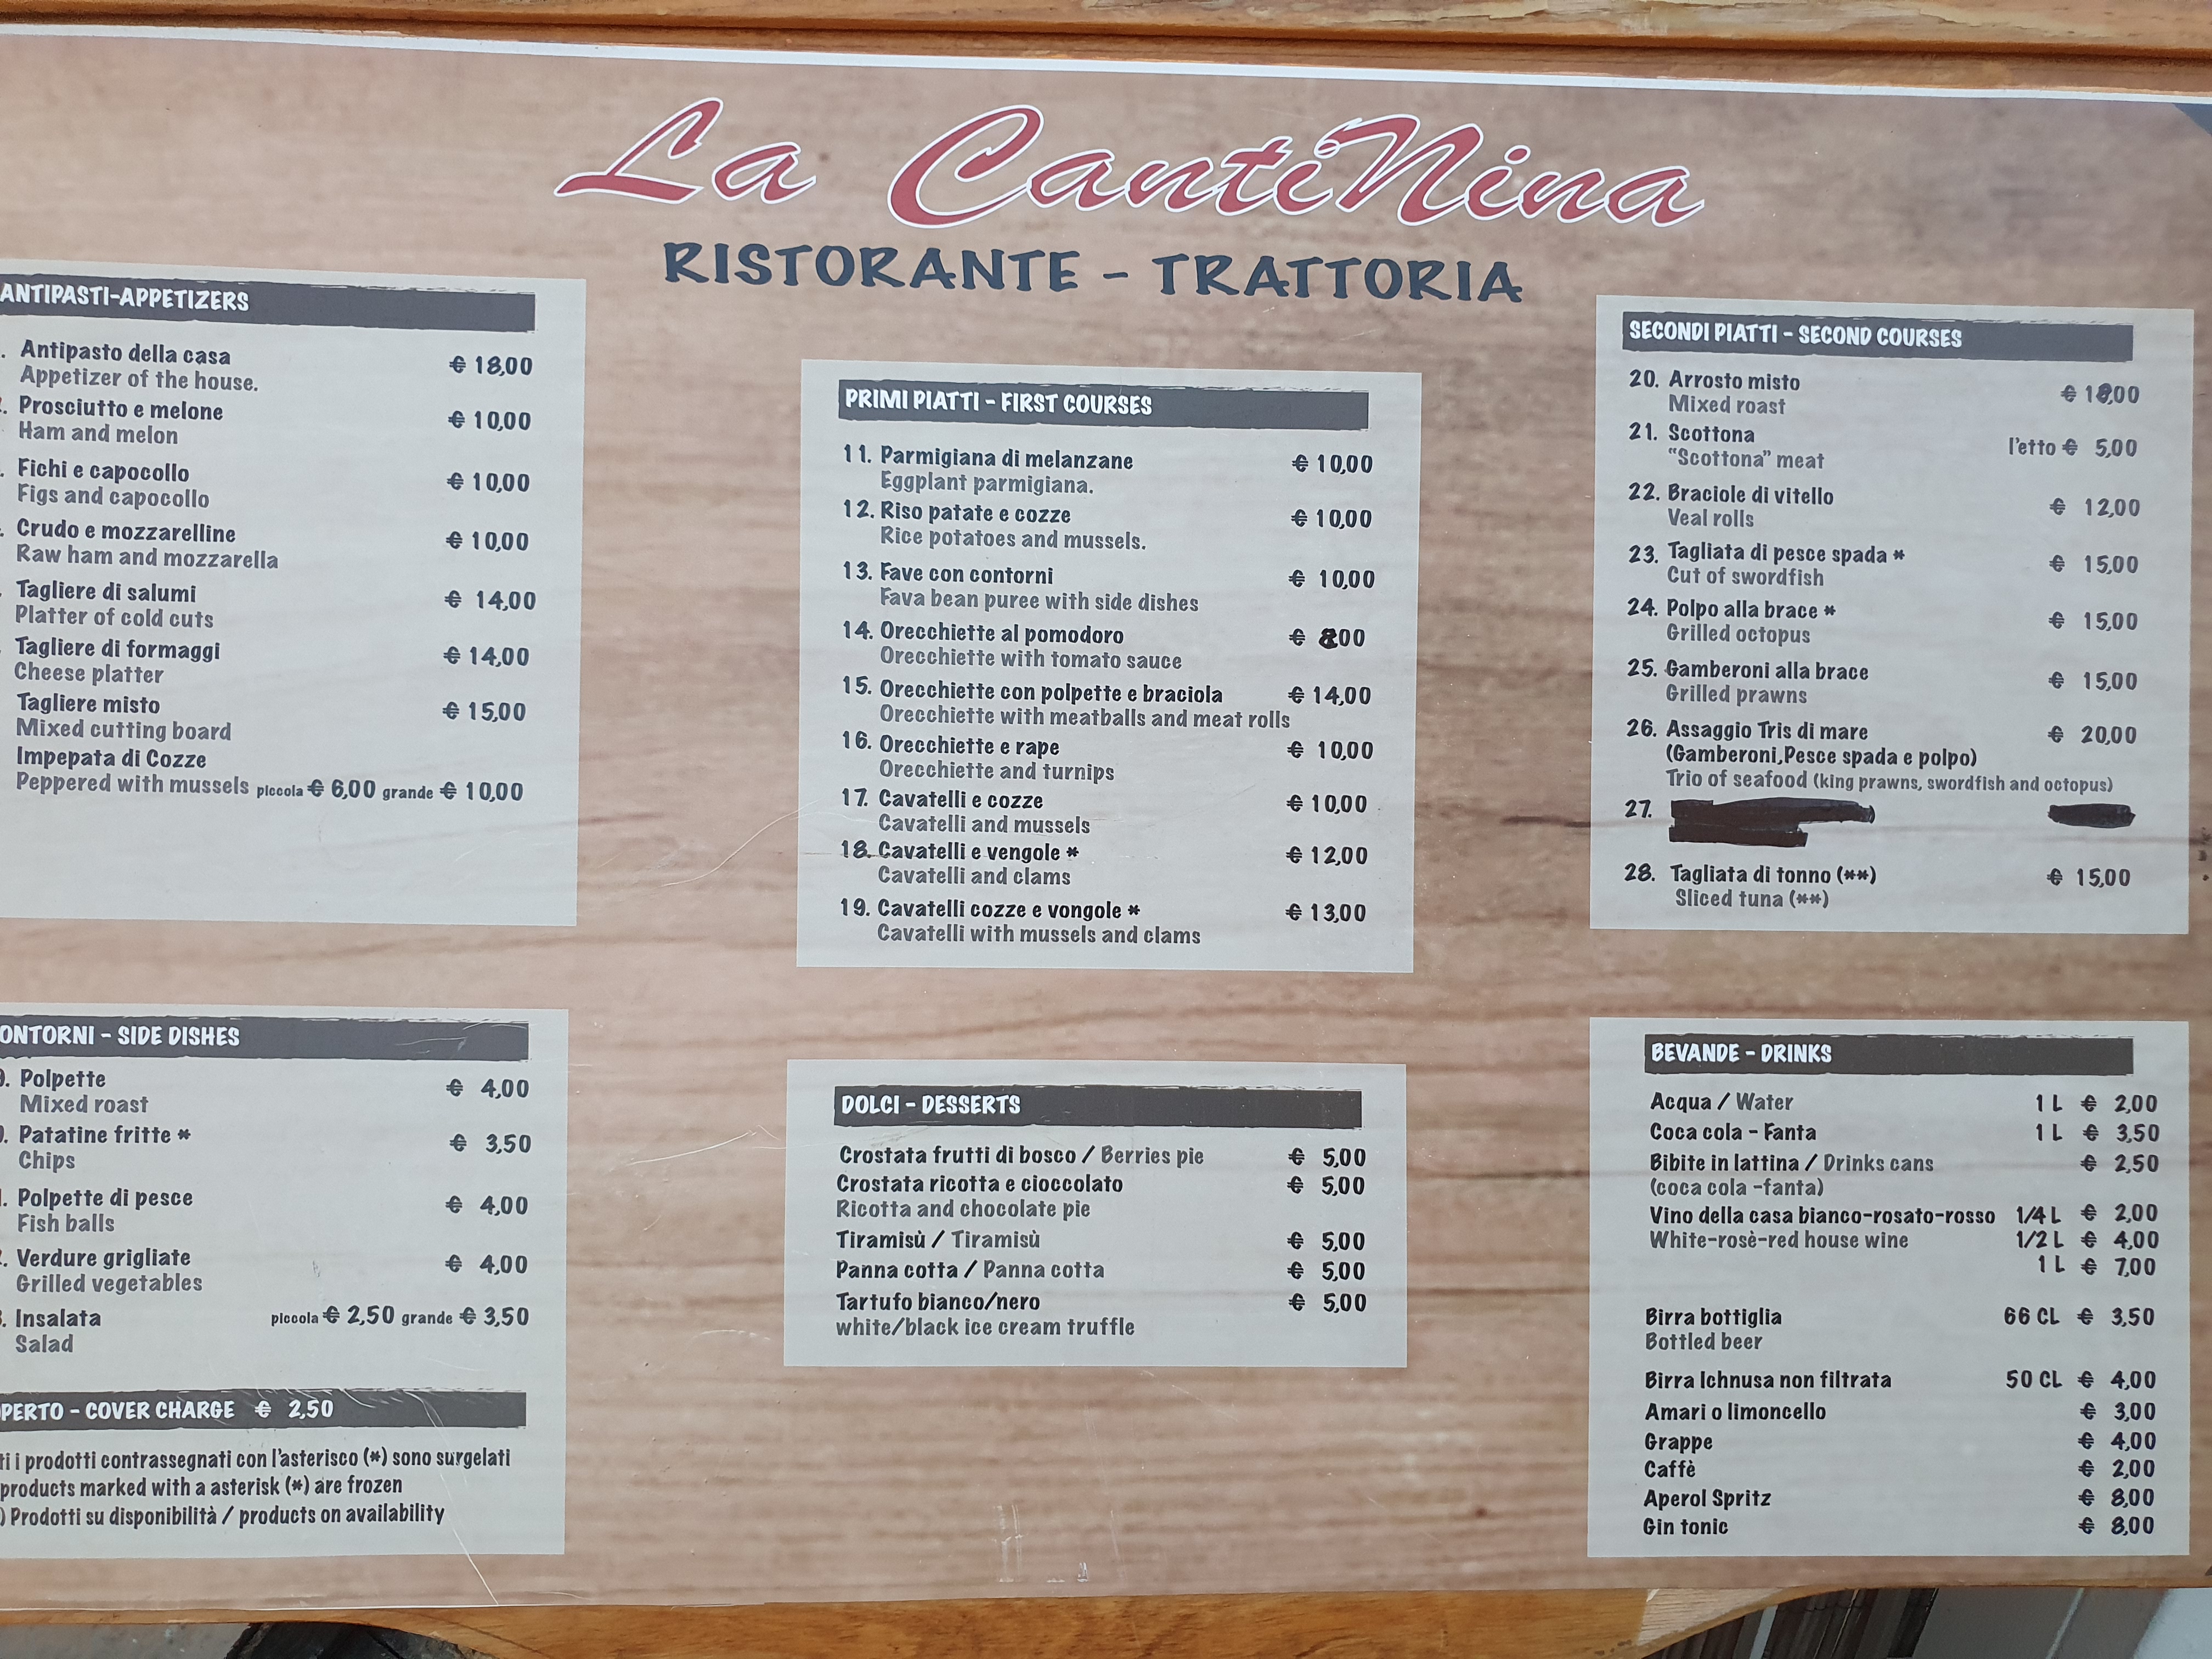 La CantiNina
RISTORANTE - TRATTORIA
ANTIPASTI-APPETIZERS
. Antipasto della casa € 18,00
Appetizer of the house.
. Prosciutto e melone € 10,00
Ham and melon
. Fichi e capocollo € 10,00
Figs and capocollo
. Crudo e mozzarelline € 10,00
Raw ham and mozzarella
Tagliere di salumi € 14,00
Platter of cold cuts
Tagliere di formaggi € 14,00
Cheese platter
Tagliere misto € 15,00
Mixed cutting board
Impepata di Cozze
Peppered with mussels piccola € 6,00 grande € 10,00
PRIMI PIATTI - FIRST COURSES
11. Parmigiana di melanzane € 10,00
Eggplant parmigiana.
12. Riso patate e cozze € 10,00
Rice potatoes and mussels.
13. Fave con contorni € 10,00
Fava bean puree with side dishes
14. Orecchiette al pomodoro € 8,00
Orecchiette with tomato sauce
15. Orecchiette con polpette e braciola € 14,00
Orecchiette with meatballs and meat rolls
16. Orecchiette e rape € 10,00
Orecchiette and turnips
17. Cavatelli e cozze € 10,00
Cavatelli and mussels
18. Cavatelli e vengole * € 12,00
Cavatelli and clams
19. Cavatelli cozze e vongole * € 13,00
Cavatelli with mussels and clams
SECONDI PIATTI - SECOND COURSES
20. Arrosto misto € 18,00
Mixed roast
21. Scottona l'etto € 5,00
"Scottona" meat
22. Braciole di vitello € 12,00
Veal rolls
23. Tagliata di pesce spada * € 15,00
Cut of swordfish
24. Polpo alla brace * € 15,00
Grilled octopus
25. Gamberoni alla brace € 15,00
Grilled prawns
26. Assaggio Tris di mare € 20,00
(Gamberoni,Pesce spada e polpo)
Trio of seafood (king prawns, swordfish and octopus)
27.
28. Tagliata di tonno (**) € 15,00
Sliced tuna (**)
ONTORNI - SIDE DISHES
. Polpette € 4,00
Mixed roast
. Patatine fritte * € 3,50
Chips
. Polpette di pesce € 4,00
Fish balls
. Verdure grigliate € 4,00
Grilled vegetables
. Insalata piccola € 2,50 grande € 3,50
Salad
PERTO - COVER CHARGE € 2,50
ti i prodotti contrassegnati con l'asterisco (*) sono surgelati
products marked with a asterisk (*) are frozen
) Prodotti su disponibilità / products on availability
DOLCI - DESSERTS
Crostata frutti di bosco / Berries pie € 5,00
Crostata ricotta e cioccolato € 5,00
Ricotta and chocolate pie
Tiramisù / Tiramisù € 5,00
Panna cotta / Panna cotta € 5,00
Tartufo bianco/nero € 5,00
white/black ice cream truffle
BEVANDE - DRINKS
Acqua / Water 1 L € 2,00
Coca cola - Fanta 1 L € 3,50
Bibite in lattina / Drinks cans € 2,50
(coca cola -fanta)
Vino della casa bianco-rosato-rosso 1/4 L € 2,00
White-rosè-red house wine 1/2 L € 4,00
1 L € 7,00
Birra bottiglia 66 CL € 3,50
Bottled beer
Birra Ichnusa non filtrata 50 CL € 4,00
Amari o limoncello € 3,00
Grappe € 4,00
Caffè € 2,00
Aperol Spritz € 8,00
Gin tonic € 8,00